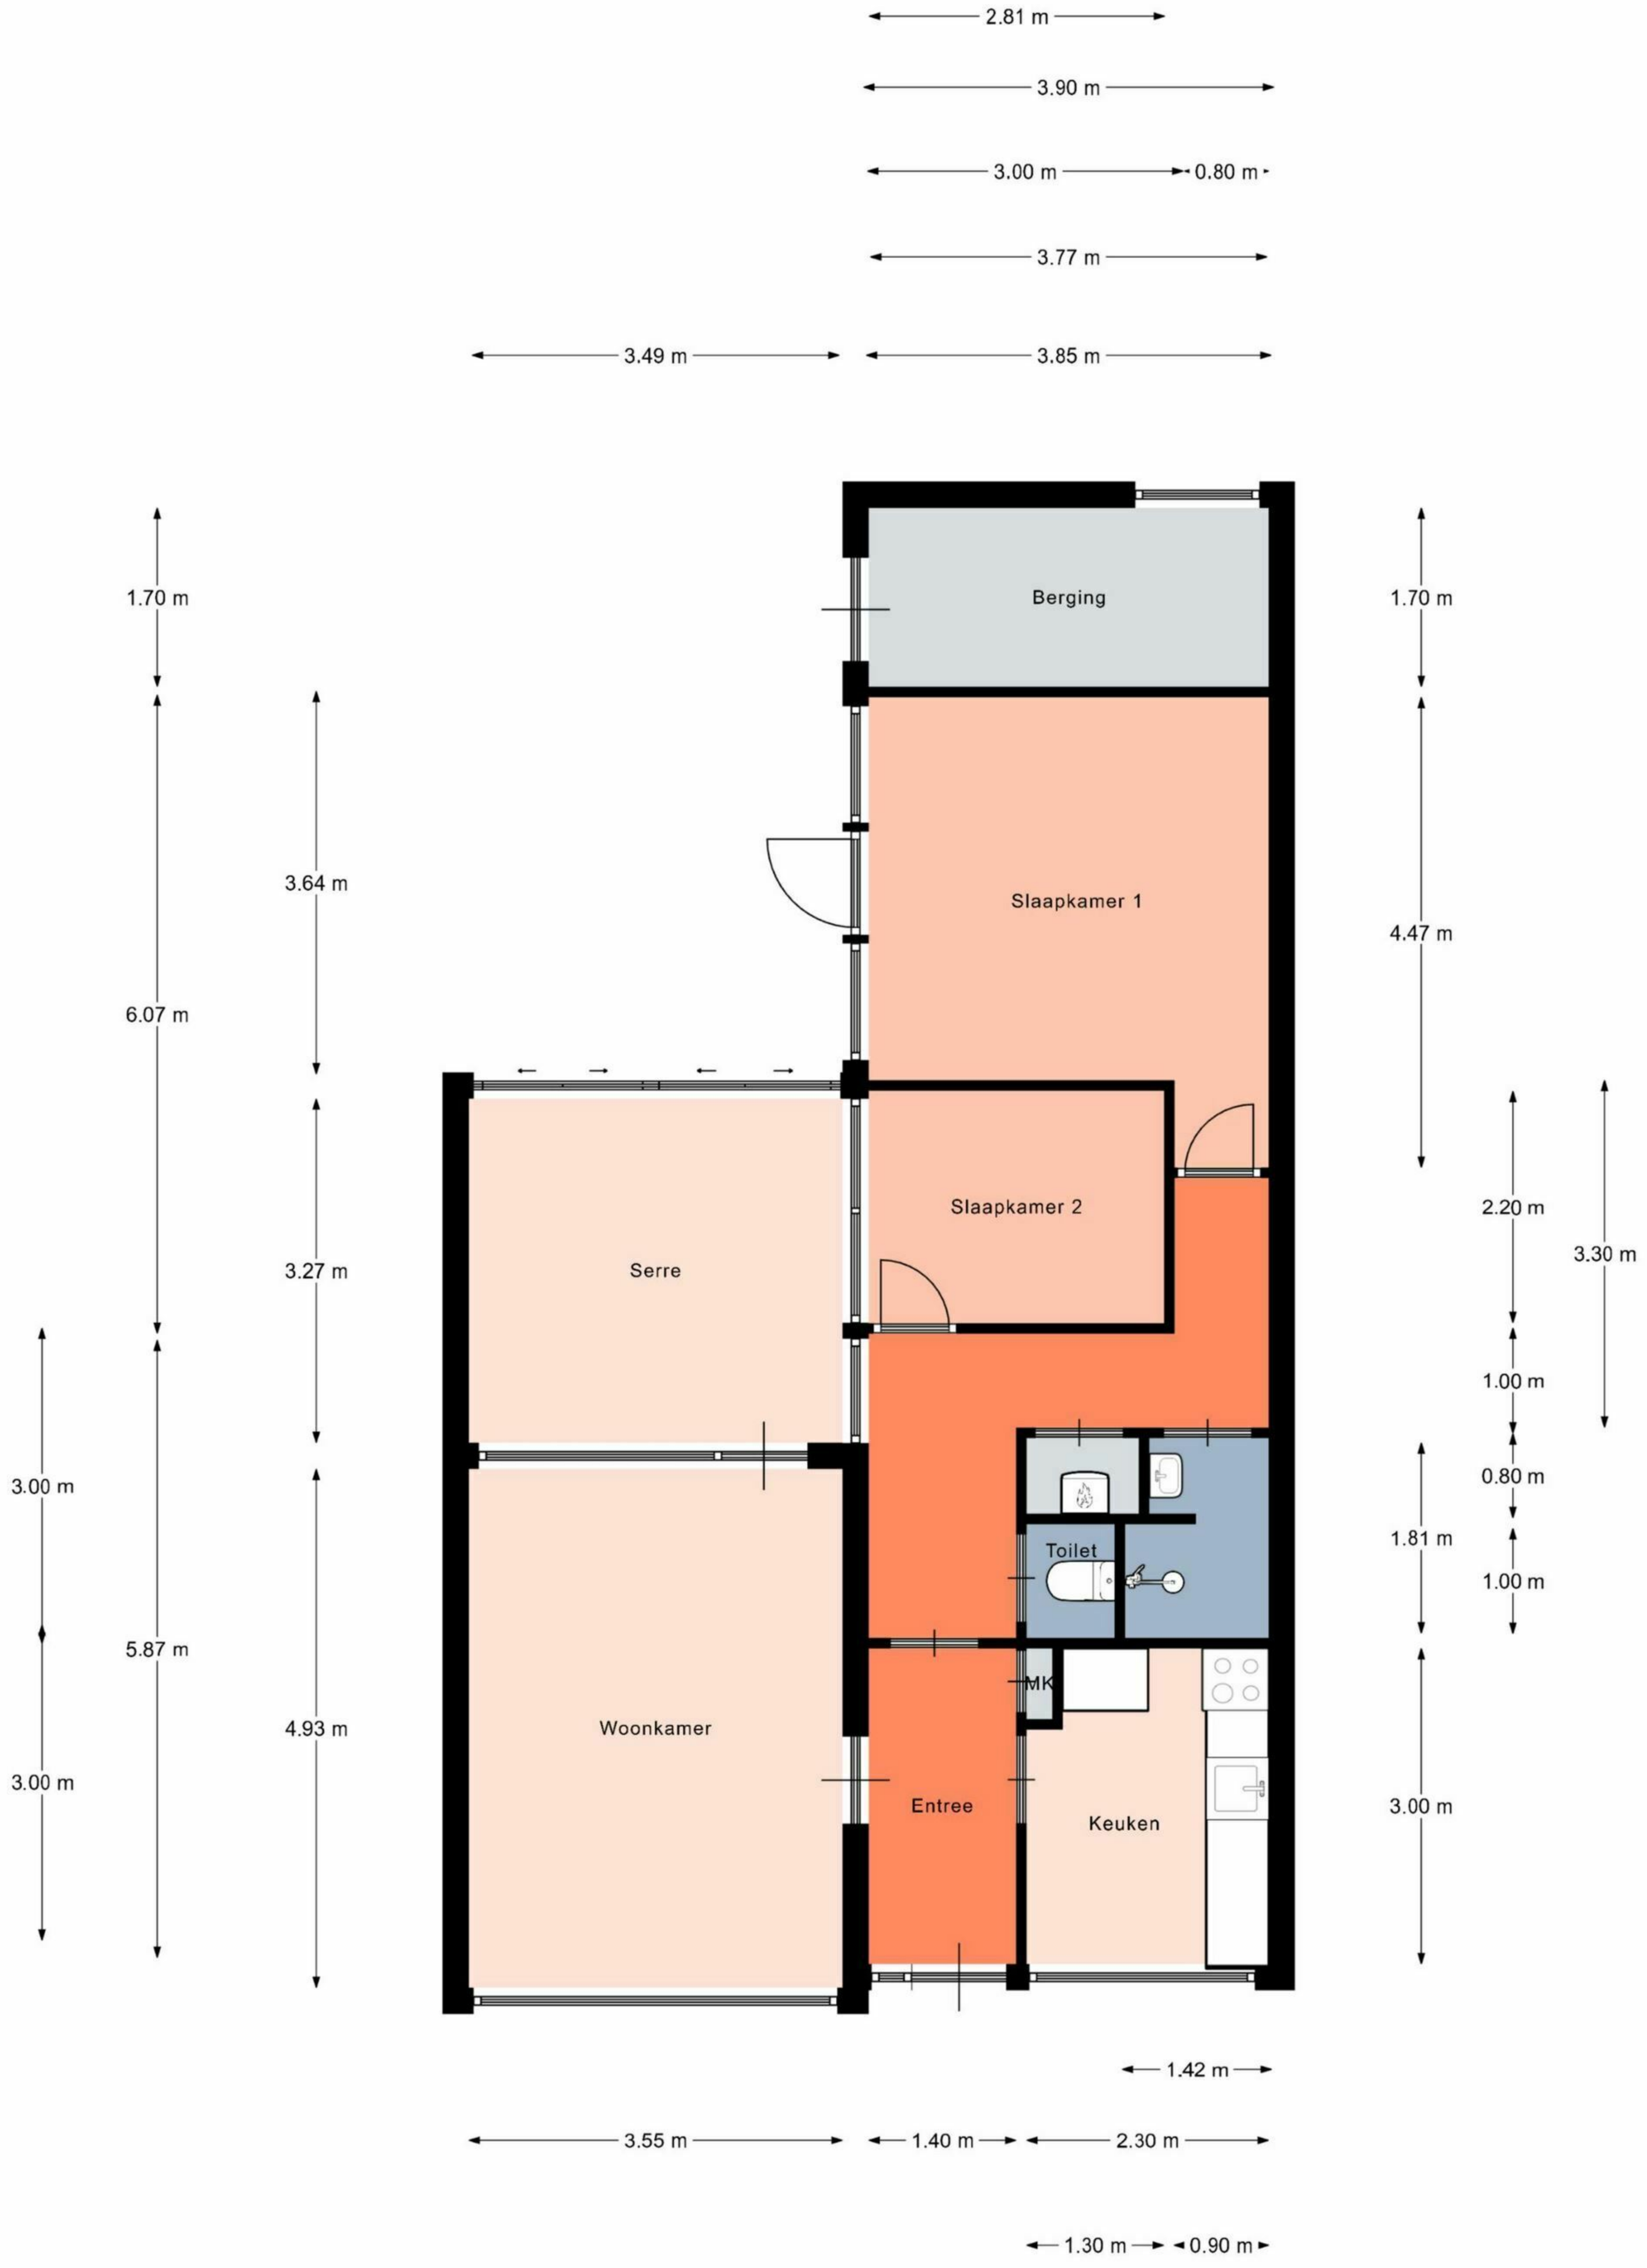 2.81 m
3.90 m
3.00 m 0.80 m
3.77 m
3.49 m 3.85 m
1.70 m Berging 1.70 m
3.64 m Slaapkamer 1
4.47 m
6.07 m
Slaapkamer 2 2.20 m
3.30 m
3.27 m Serre
1.00 m
3.00 m 0.80 m
1.81 m
Toilet
1.00 m
5.87 m
MK
4.93 m Woonkamer
3.00 m Entree 3.00 m
Keuken
1.42 m
3.55 m 1.40 m 2.30 m
1.30 m 0.90 m